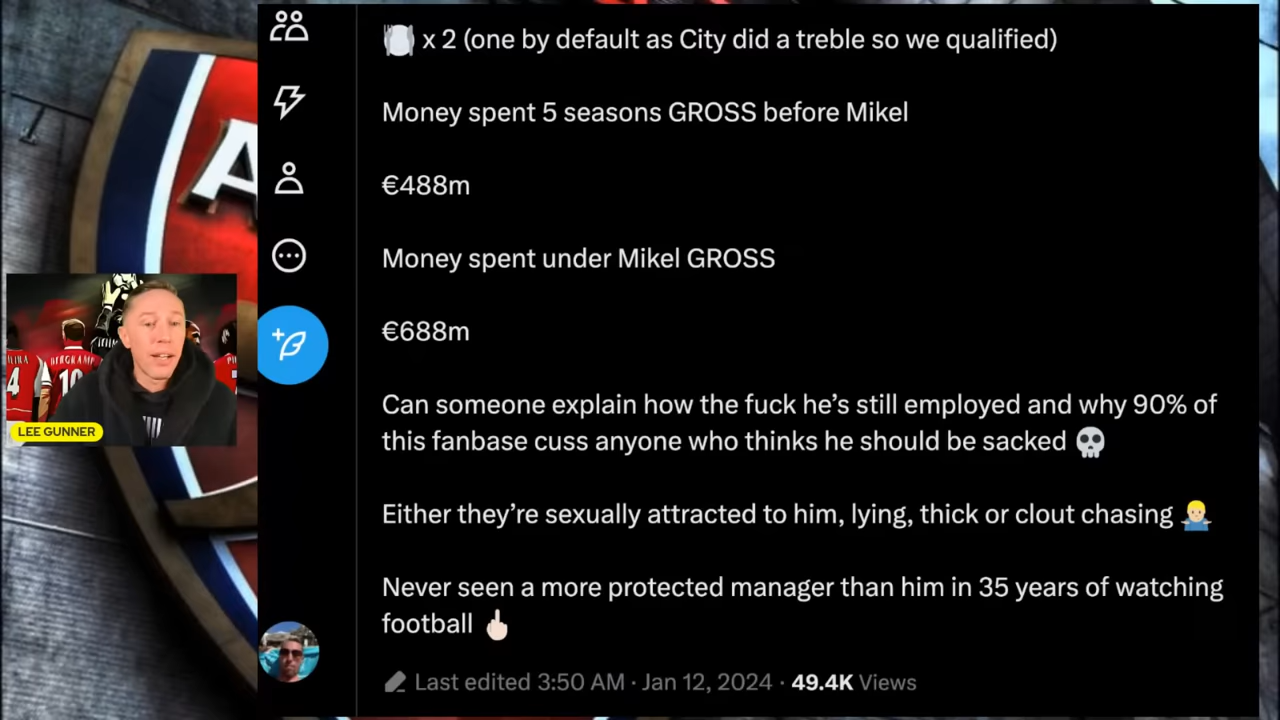 x 2 (one by default as City did a treble so we qualified)
Money spent 5 seasons GROSS before Mikel
€488m
Money spent under Mikel GROSS
€688m
Can someone explain how the fuck he’s still employed and why 90% of
this fanbase cuss anyone who thinks he should be sacked 💀
Either they’re sexually attracted to him, lying, thick or clout chasing 🤷🏼‍♂️
Never seen a more protected manager than him in 35 years of watching
football 🖕🏻
Last edited 3:50 AM · Jan 12, 2024 · 49.4K Views
A
4
BERGKAMP
10
LEE GUNNER